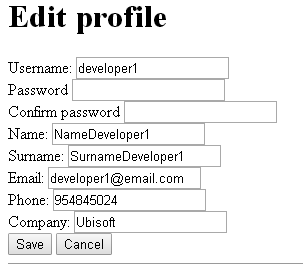 Edit profile
Username: developer1
Password
Confirm password
Name: NameDeveloper1
Surname: SurnameDeveloper1
Email: developer1@email.com
Phone: 954845024
Company: Ubisoft
Save Cancel